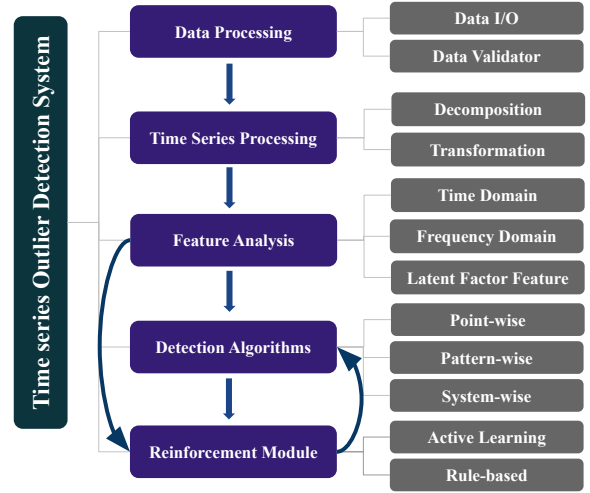 Time series Outlier Detection System
Data Processing
Data I/O
Data Validator
Time Series Processing
Decomposition
Transformation
Feature Analysis
Time Domain
Frequency Domain
Latent Factor Feature
Detection Algorithms
Point-wise
Pattern-wise
System-wise
Reinforcement Module
Active Learning
Rule-based